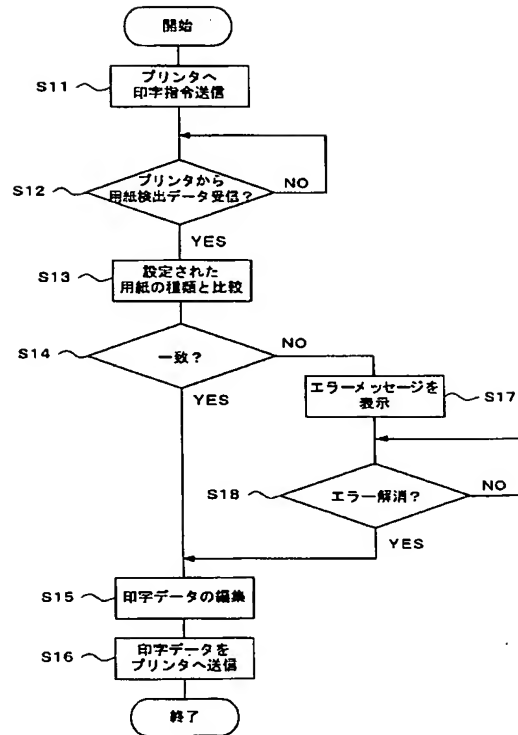 開始
S11
プリンタへ
印字指令送信
S12
プリンタから
用紙検出データ受信？
NO
YES
S13
設定された
用紙の種類と比較
S14
一致？
NO
YES
エラーメッセージを
表示
S17
S18
エラー解消？
NO
YES
S15
印字データの編集
S16
印字データを
プリンタへ送信
終了